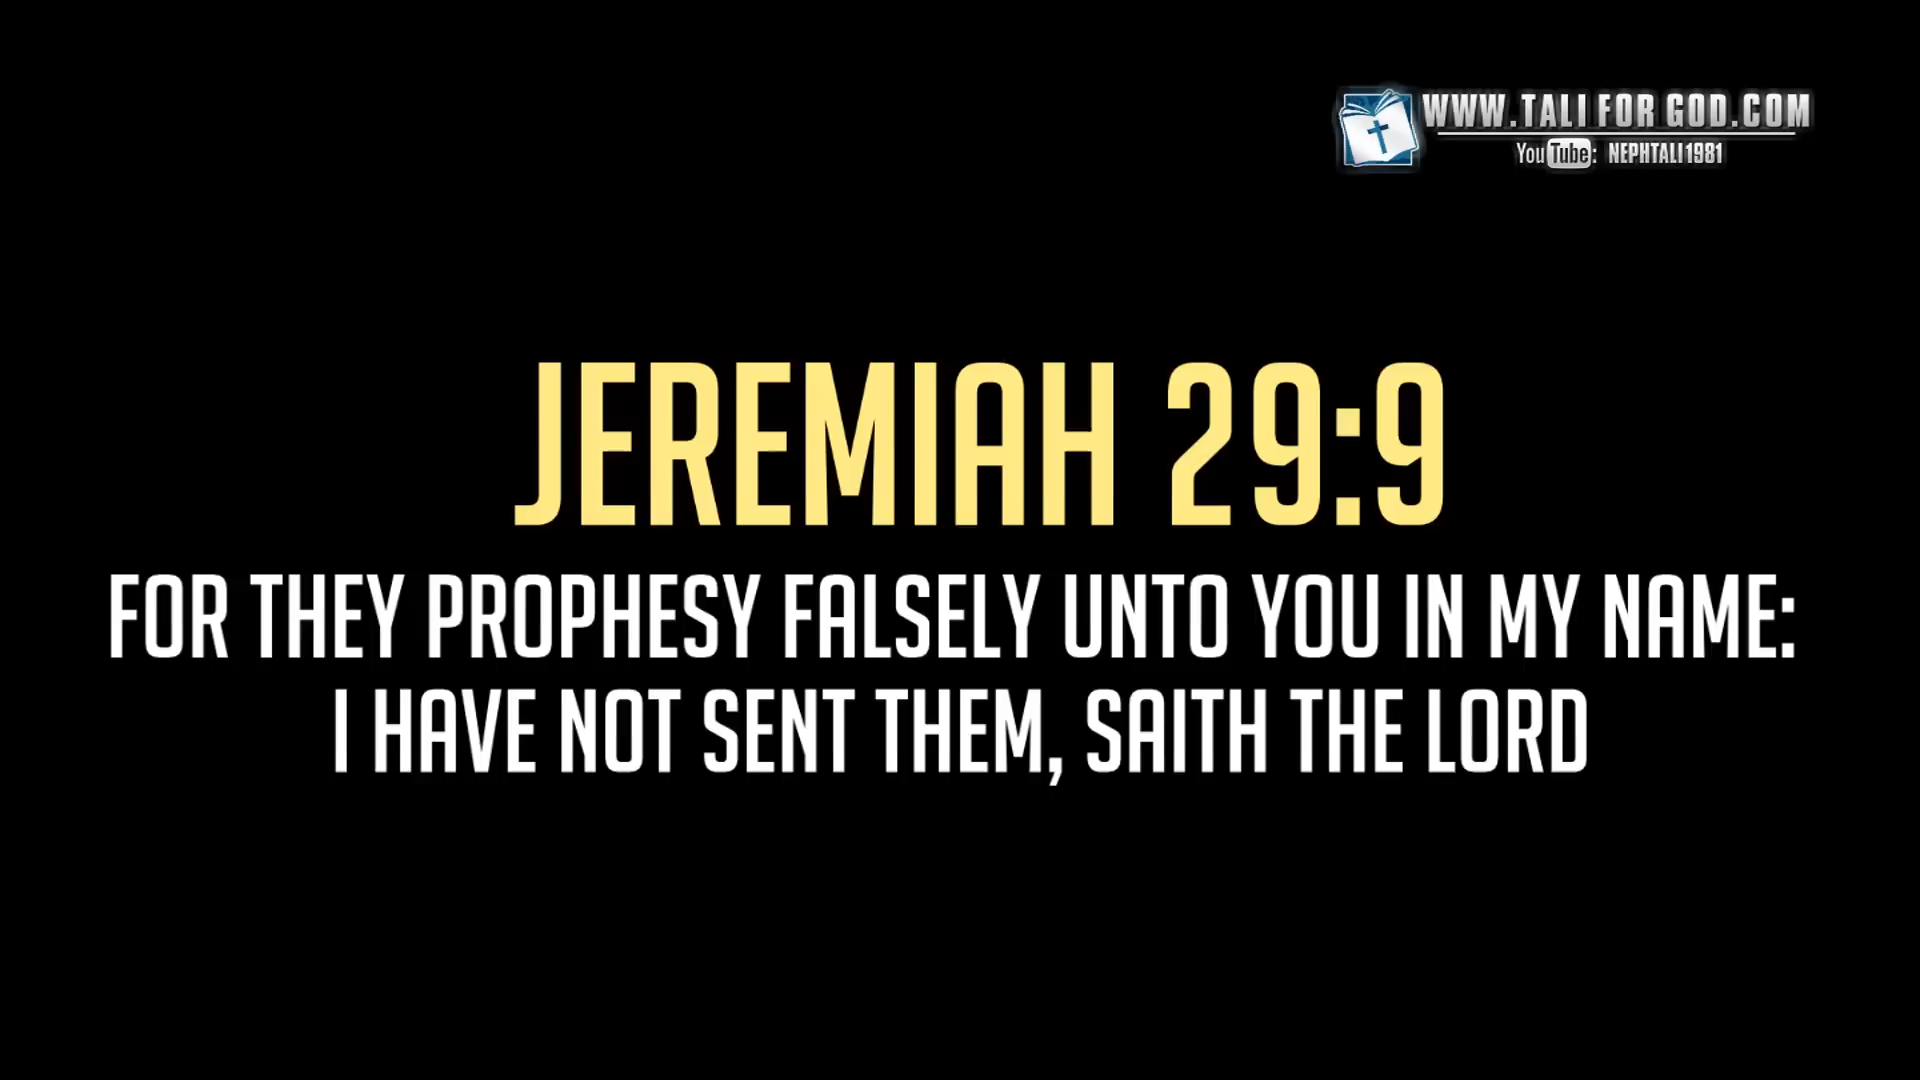 WWW.TALI FOR GOD.COM
YouTube: NEPHTALI1981
JEREMIAH 29:9
FOR THEY PROPHESY FALSELY UNTO YOU IN MY NAME:
I HAVE NOT SENT THEM, SAITH THE LORD